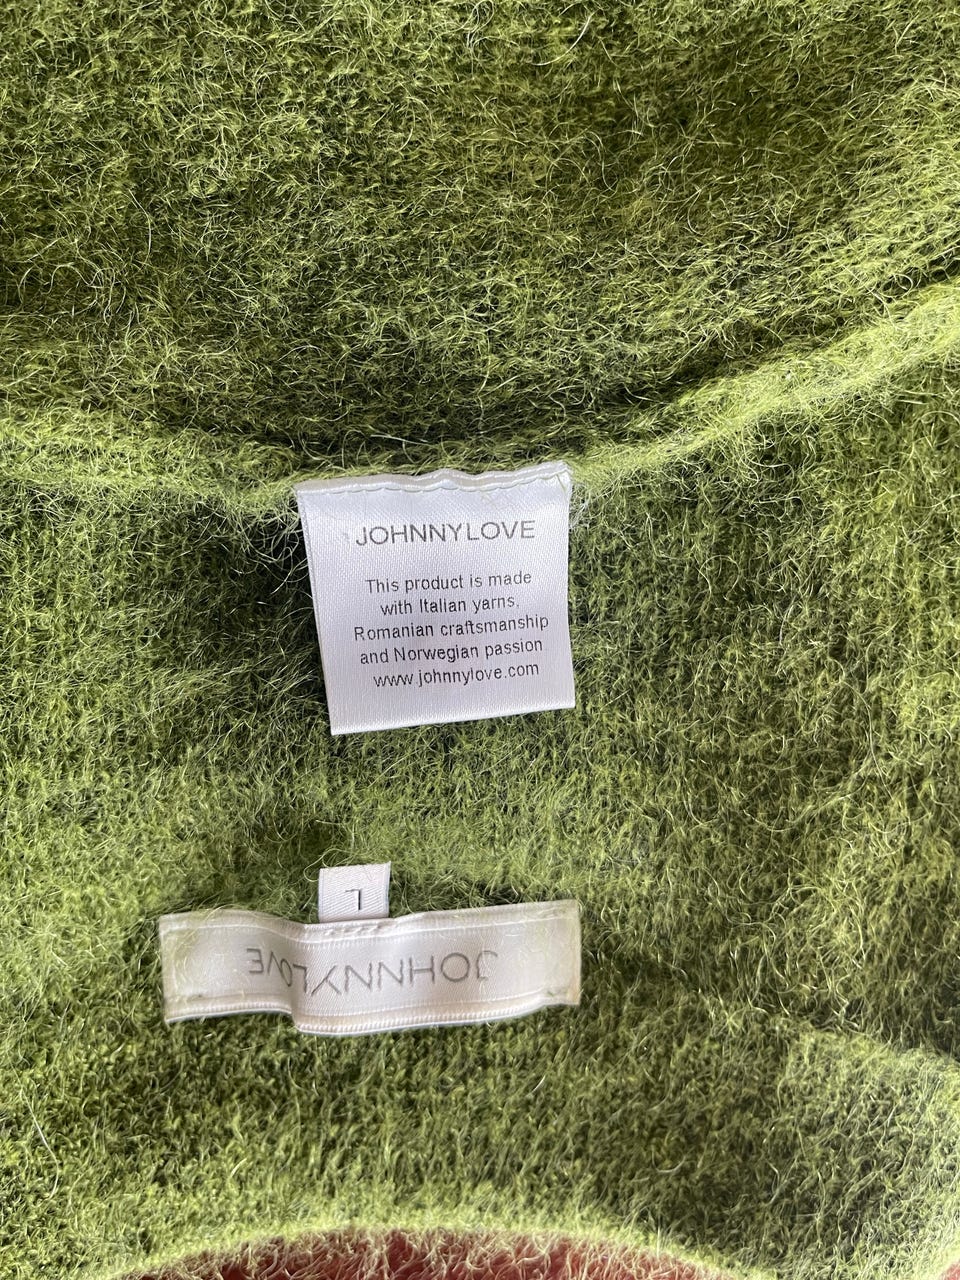 JOHNNYLOVE
This product is made
with Italian yarns,
Romanian craftsmanship
and Norwegian passion
www.johnnylove.com
L
JOHNNYLOVE